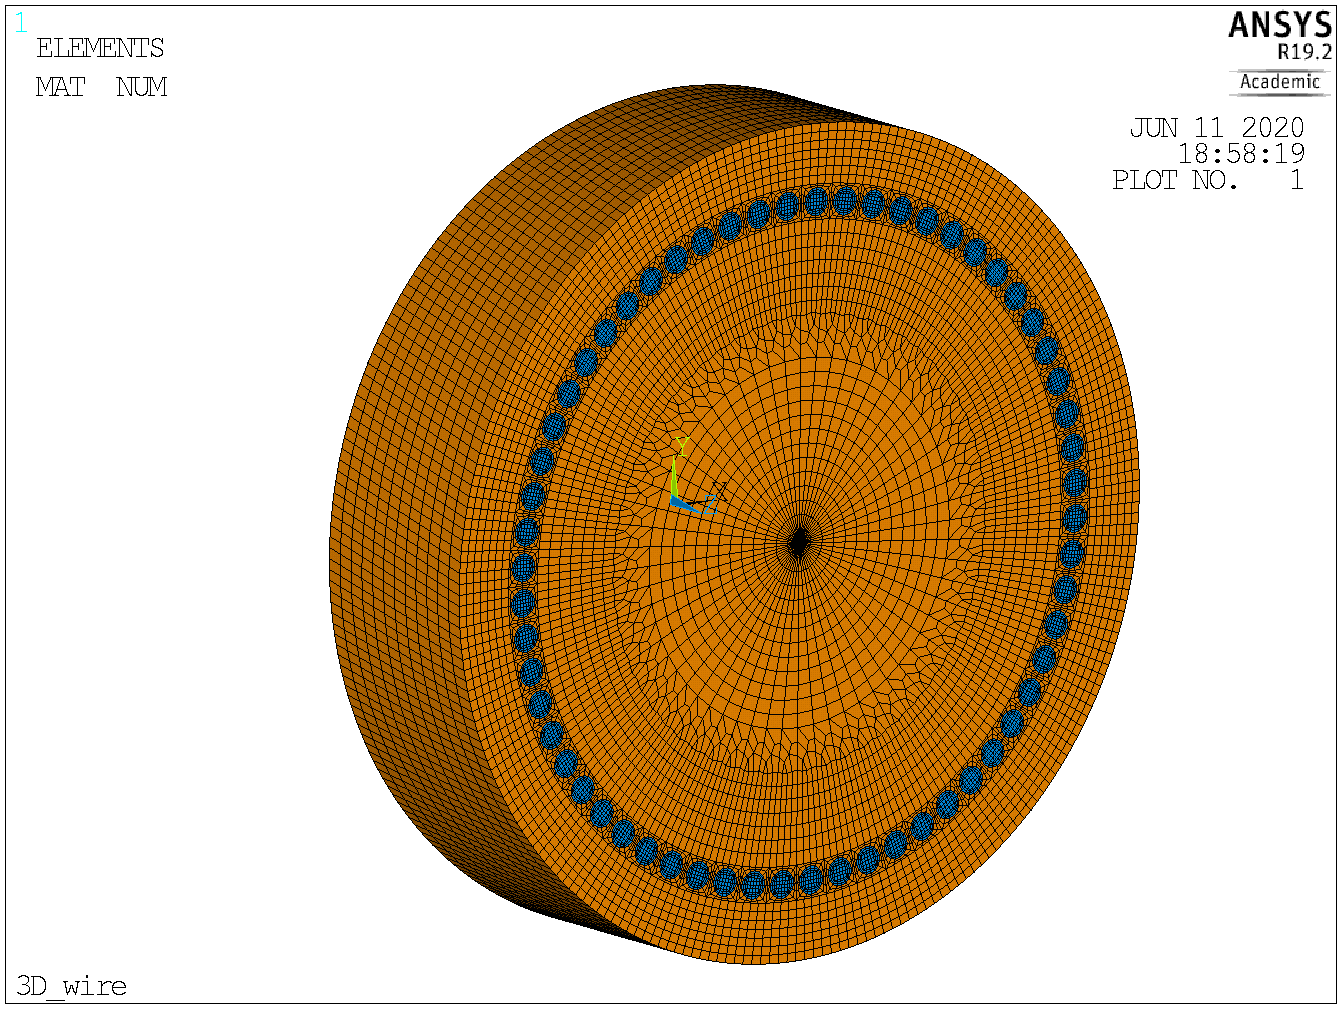 1
ELEMENTS
MAT NUM
ANSYS
R19.2
Academic
JUN 11 2020
18:58:19
PLOT NO. 1
Y
X
Z
3D_wire